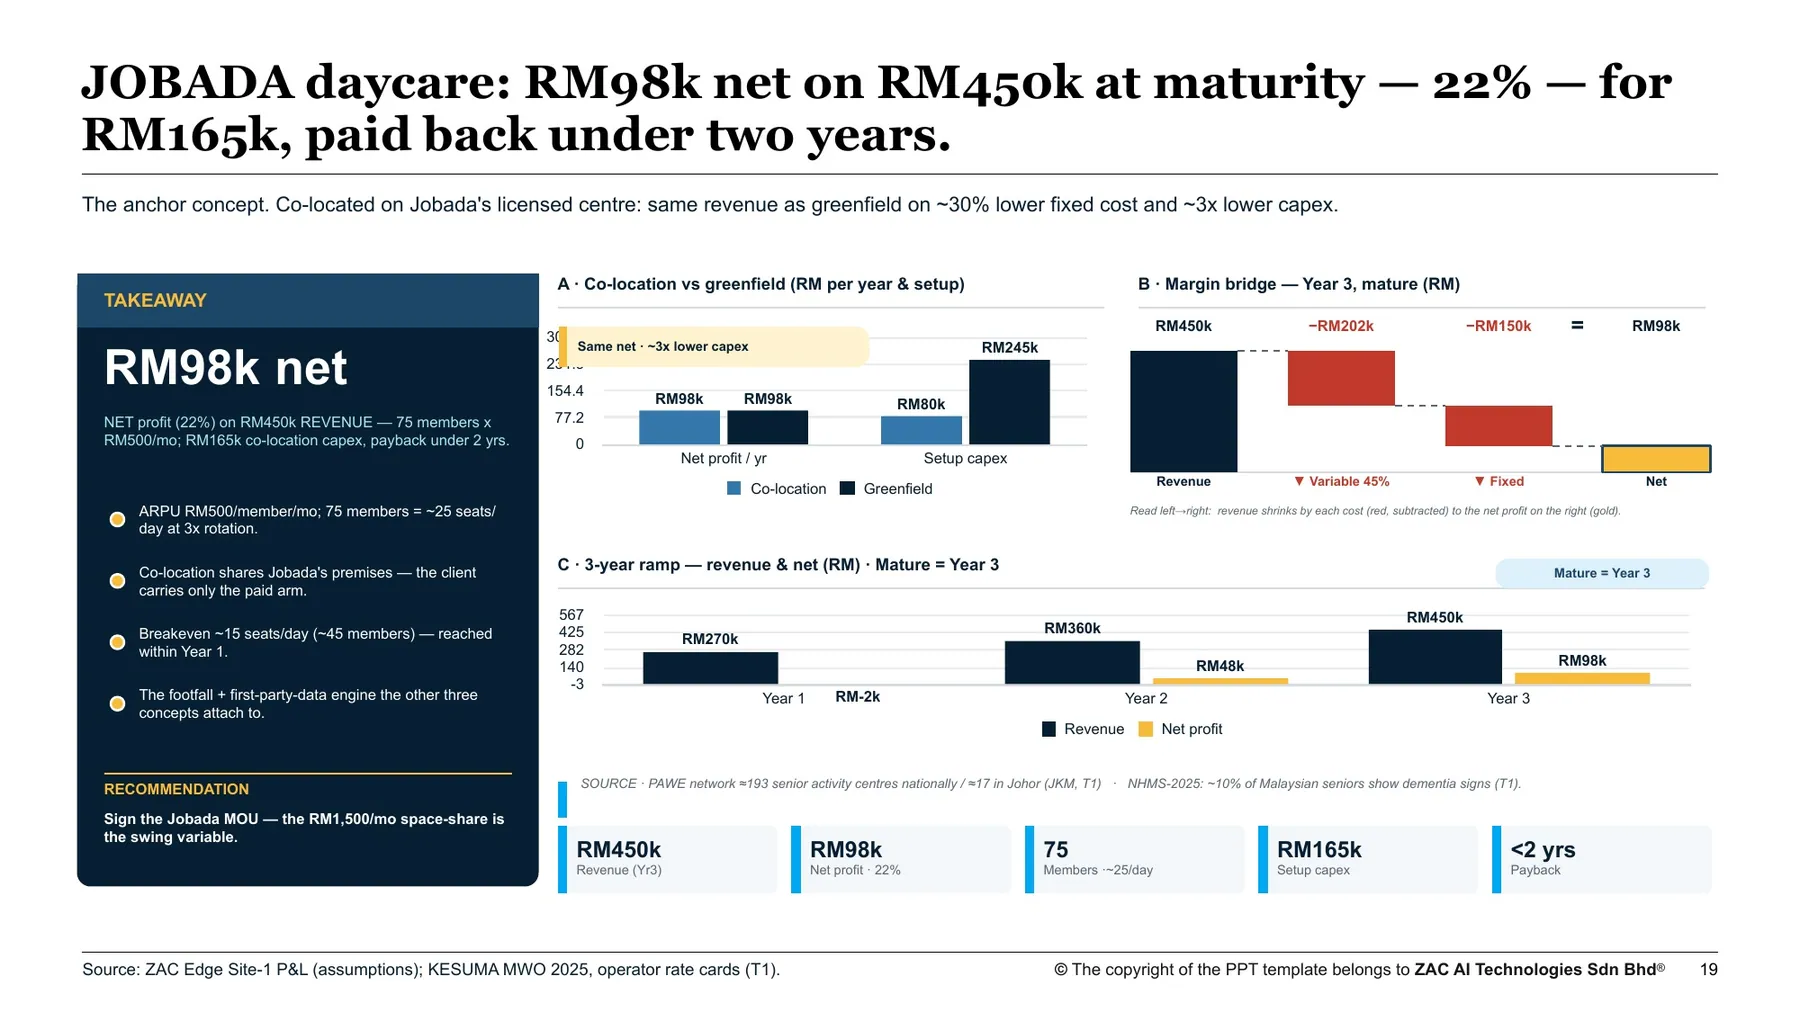 JOBADA daycare: RM98k net on RM450k at maturity — 22% — for
RM165k, paid back under two years.
The anchor concept. Co-located on Jobada's licensed centre: same revenue as greenfield on ~30% lower fixed cost and ~3x lower capex.
TAKEAWAY
RM98k net
NET profit (22%) on RM450k REVENUE — 75 members x
RM500/mo; RM165k co-location capex, payback under 2 yrs.
ARPU RM500/member/mo; 75 members = ~25 seats/
day at 3x rotation.
Co-location shares Jobada's premises — the client
carries only the paid arm.
Breakeven ~15 seats/day (~45 members) — reached
within Year 1.
The footfall + first-party-data engine the other three
concepts attach to.
RECOMMENDATION
Sign the Jobada MOU — the RM1,500/mo space-share is
the swing variable.
A · Co-location vs greenfield (RM per year & setup)
Same net · ~3x lower capex
154.4
77.2
0
RM98k RM98k RM80k RM245k
Net profit / yr Setup capex
Co-location Greenfield
B · Margin bridge — Year 3, mature (RM)
RM450k −RM202k −RM150k = RM98k
Revenue ▼ Variable 45% ▼ Fixed Net
Read left→right: revenue shrinks by each cost (red, subtracted) to the net profit on the right (gold).
C · 3-year ramp — revenue & net (RM) · Mature = Year 3
Mature = Year 3
567
425
282
140
-3
RM270k RM360k RM48k RM450k RM98k
Year 1 RM-2k Year 2 Year 3
Revenue Net profit
SOURCE · PAWE network ≈193 senior activity centres nationally / ≈17 in Johor (JKM, T1) · NHMS-2025: ~10% of Malaysian seniors show dementia signs (T1).
RM450k
Revenue (Yr3)
RM98k
Net profit · 22%
75
Members ·~25/day
RM165k
Setup capex
<2 yrs
Payback
Source: ZAC Edge Site-1 P&L (assumptions); KESUMA MWO 2025, operator rate cards (T1).
© The copyright of the PPT template belongs to ZAC AI Technologies Sdn Bhd® 19